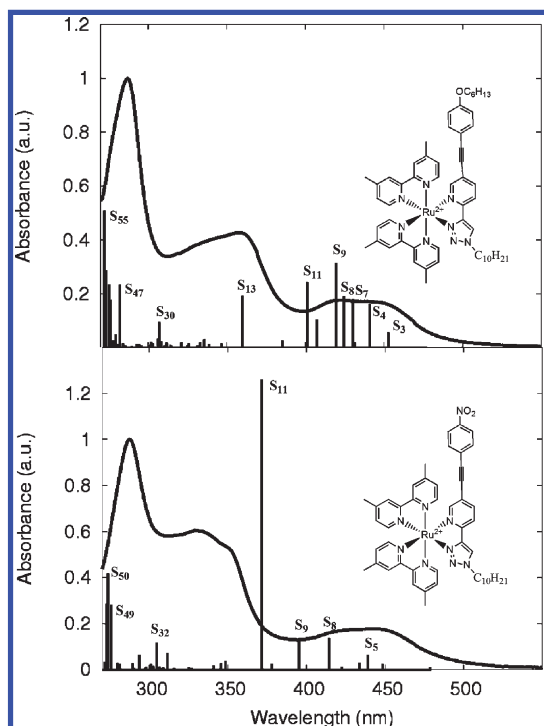 Absorbance (a.u.)
1.2
1
0.8
0.6
0.4
0.2
S55
S47
S30
S13
S11
S9
S8 S7
S4
S3
OC6H13
N
N
N
N
N
Ru2+
N
N
N
C10H21
Absorbance (a.u.)
1.2
1
0.8
0.6
0.4
0.2
0
S50
S49
S32
S11
S9
S8
S5
NO2
N
N
N
N
N
Ru2+
N
N
N
C10H21
300 350 400 450 500
Wavelength (nm)